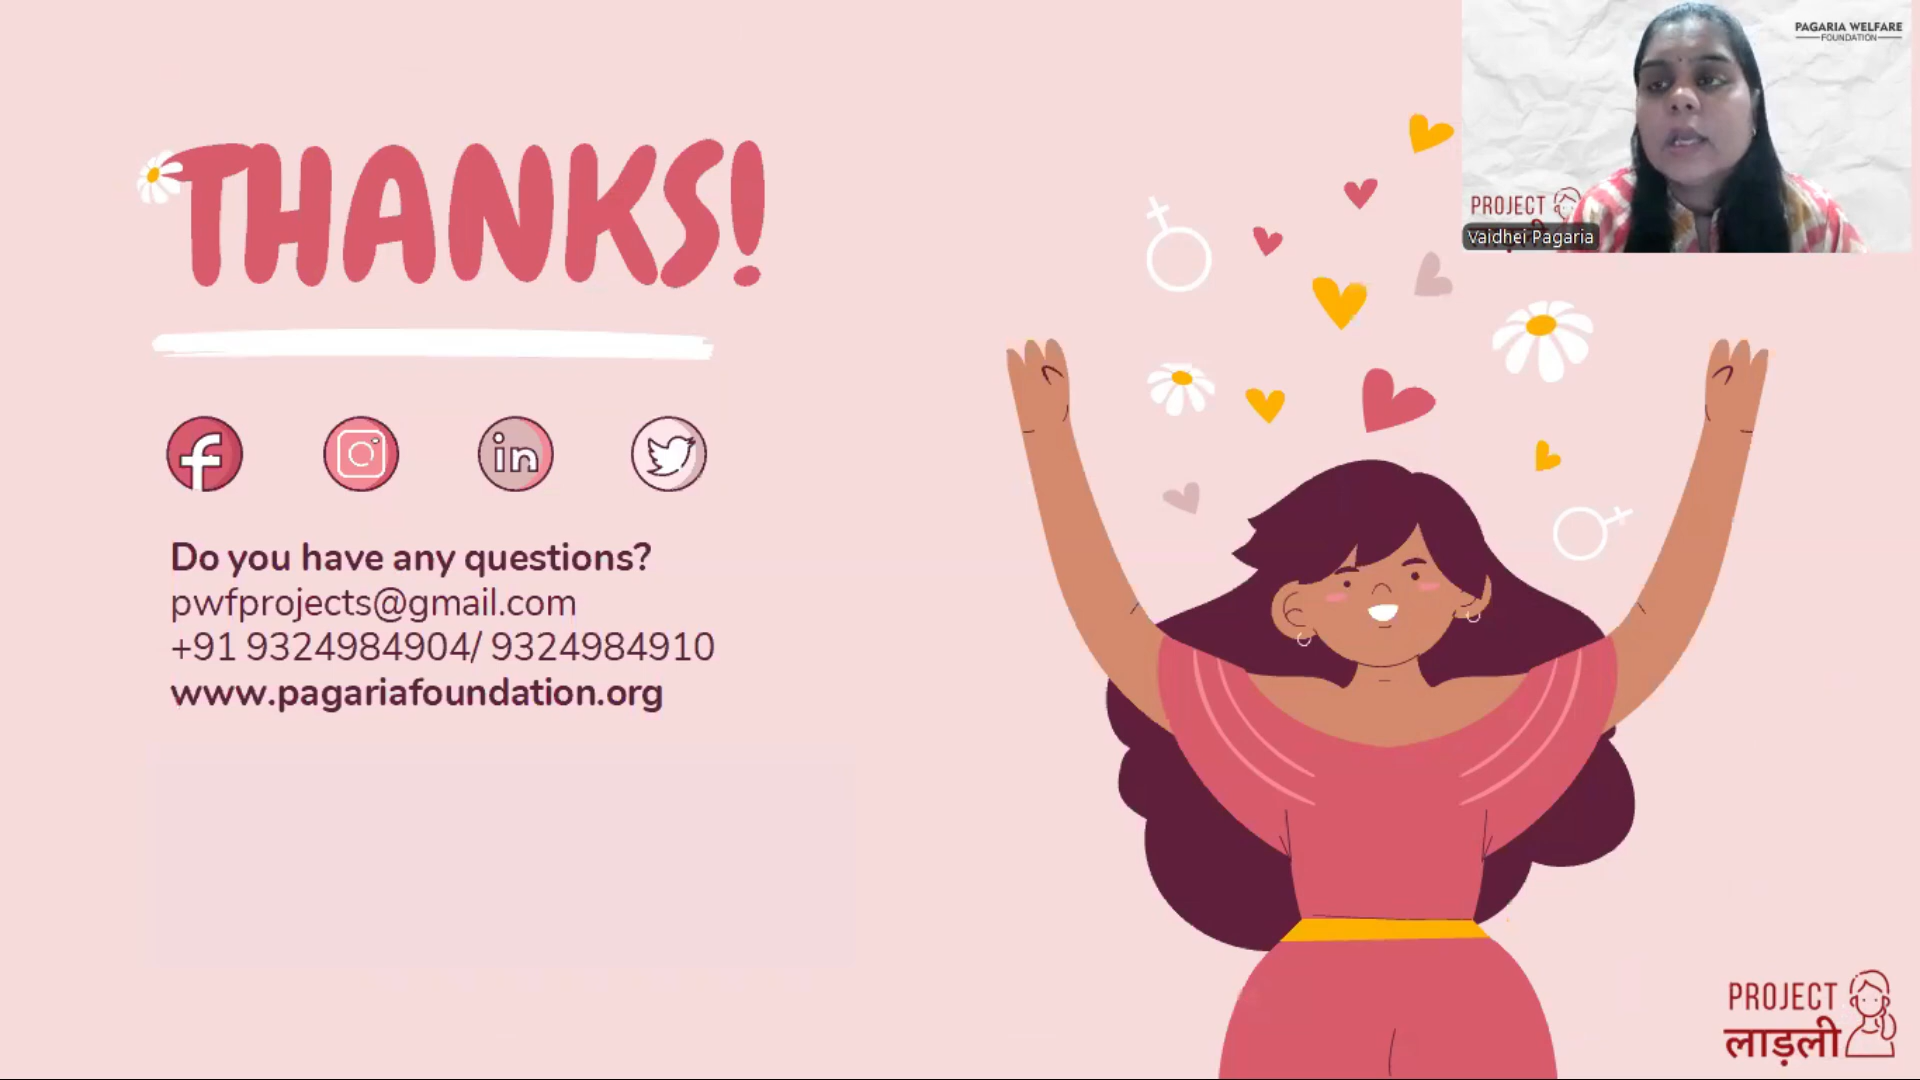 PAGARIA WELFARE
FOUNDATION
PROJECT
Vaidhei Pagaria
THANKS!
f
in
Do you have any questions?
pwfprojects@gmail.com
+91 9324984904/ 9324984910
www.pagariafoundation.org
PROJECT
लाड़ली